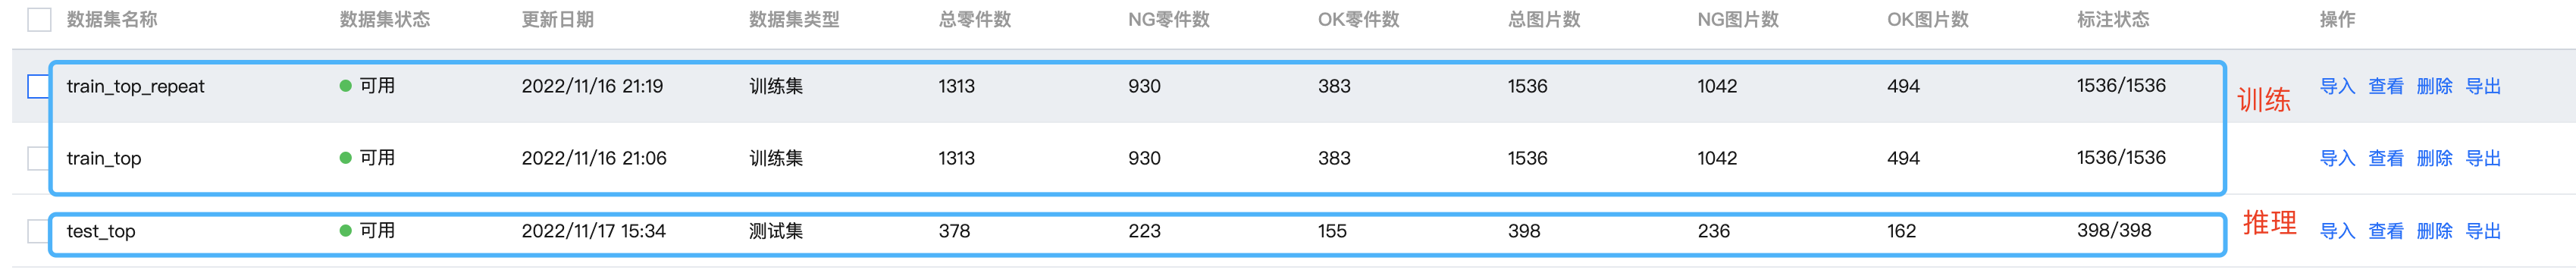 数据集名称 数据集状态 更新日期 数据集类型 总零件数 NG零件数 OK零件数 总图片数 NG图片数 OK图片数 标注状态 操作
train_top_repeat 可用 2022/11/16 21:19 训练集 1313 930 383 1536 1042 494 1536/1536 训练 导入 查看 删除 导出
train_top 可用 2022/11/16 21:06 训练集 1313 930 383 1536 1042 494 1536/1536 导入 查看 删除 导出
test_top 可用 2022/11/17 15:34 测试集 378 223 155 398 236 162 398/398 推理 导入 查看 删除 导出